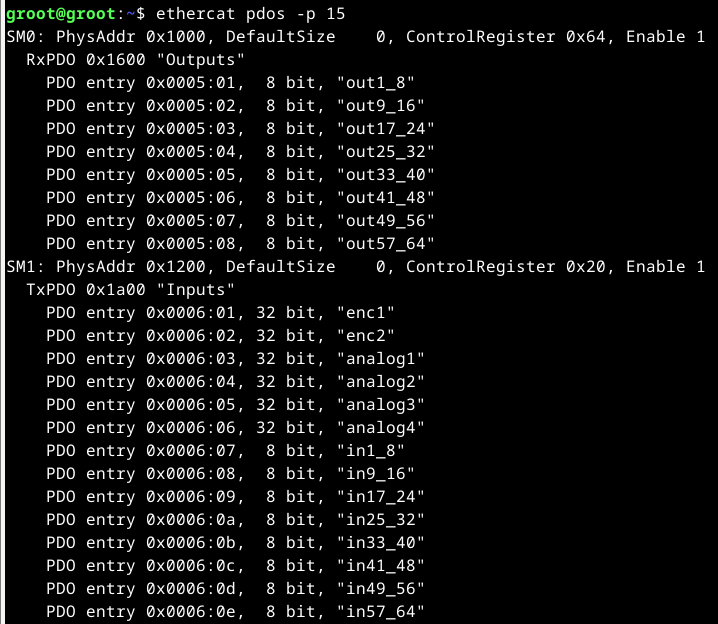 groot@groot:~$ ethercat pdos -p 15
SM0: PhysAddr 0x1000, DefaultSize    0, ControlRegister 0x64, Enable 1
  RxPDO 0x1600 "Outputs"
    PDO entry 0x0005:01,  8 bit, "out1_8"
    PDO entry 0x0005:02,  8 bit, "out9_16"
    PDO entry 0x0005:03,  8 bit, "out17_24"
    PDO entry 0x0005:04,  8 bit, "out25_32"
    PDO entry 0x0005:05,  8 bit, "out33_40"
    PDO entry 0x0005:06,  8 bit, "out41_48"
    PDO entry 0x0005:07,  8 bit, "out49_56"
    PDO entry 0x0005:08,  8 bit, "out57_64"
SM1: PhysAddr 0x1200, DefaultSize    0, ControlRegister 0x20, Enable 1
  TxPDO 0x1a00 "Inputs"
    PDO entry 0x0006:01, 32 bit, "enc1"
    PDO entry 0x0006:02, 32 bit, "enc2"
    PDO entry 0x0006:03, 32 bit, "analog1"
    PDO entry 0x0006:04, 32 bit, "analog2"
    PDO entry 0x0006:05, 32 bit, "analog3"
    PDO entry 0x0006:06, 32 bit, "analog4"
    PDO entry 0x0006:07,  8 bit, "in1_8"
    PDO entry 0x0006:08,  8 bit, "in9_16"
    PDO entry 0x0006:09,  8 bit, "in17_24"
    PDO entry 0x0006:0a,  8 bit, "in25_32"
    PDO entry 0x0006:0b,  8 bit, "in33_40"
    PDO entry 0x0006:0c,  8 bit, "in41_48"
    PDO entry 0x0006:0d,  8 bit, "in49_56"
    PDO entry 0x0006:0e,  8 bit, "in57_64"